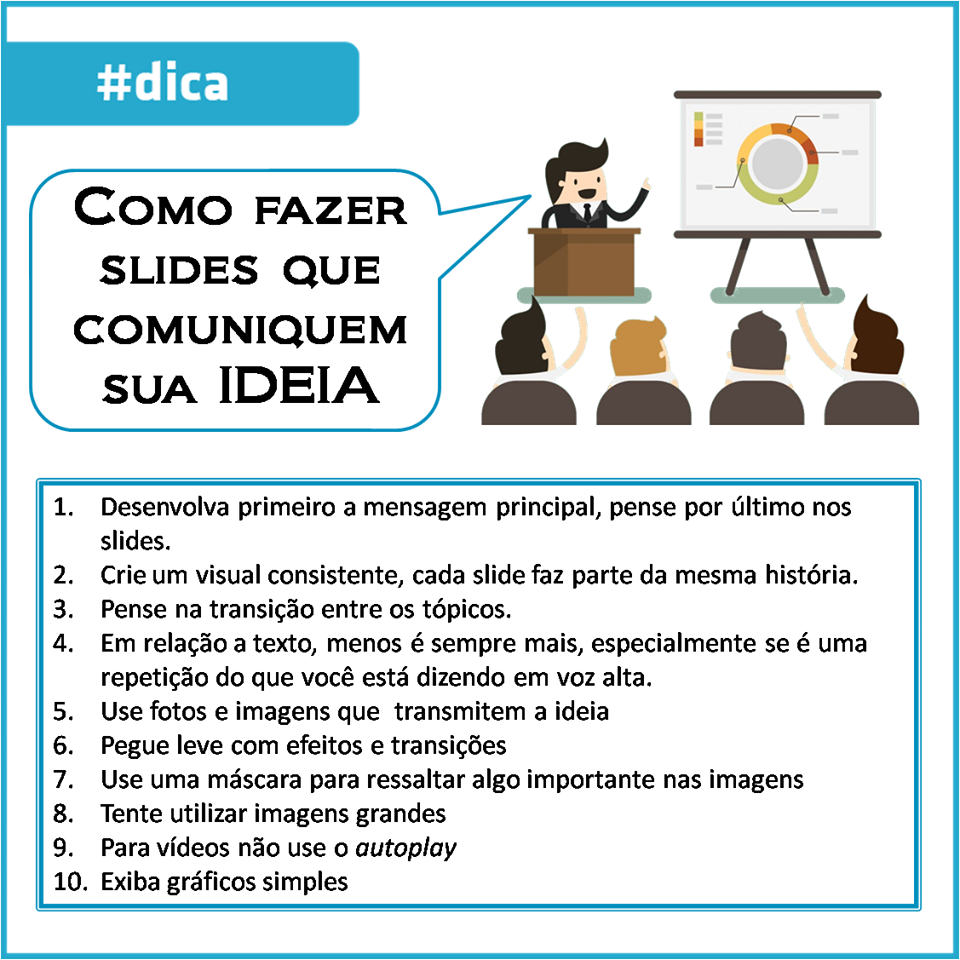 #dica
COMO FAZER
SLIDES QUE
COMUNIQUEM
SUA IDEIA
1. Desenvolva primeiro a mensagem principal, pense por último nos
slides.
2. Crie um visual consistente, cada slide faz parte da mesma história.
3. Pense na transição entre os tópicos.
4. Em relação a texto, menos é sempre mais, especialmente se é uma
repetição do que você está dizendo em voz alta.
5. Use fotos e imagens que transmitem a ideia
6. Pegue leve com efeitos e transições
7. Use uma máscara para ressaltar algo importante nas imagens
8. Tente utilizar imagens grandes
9. Para vídeos não use o autoplay
10. Exiba gráficos simples